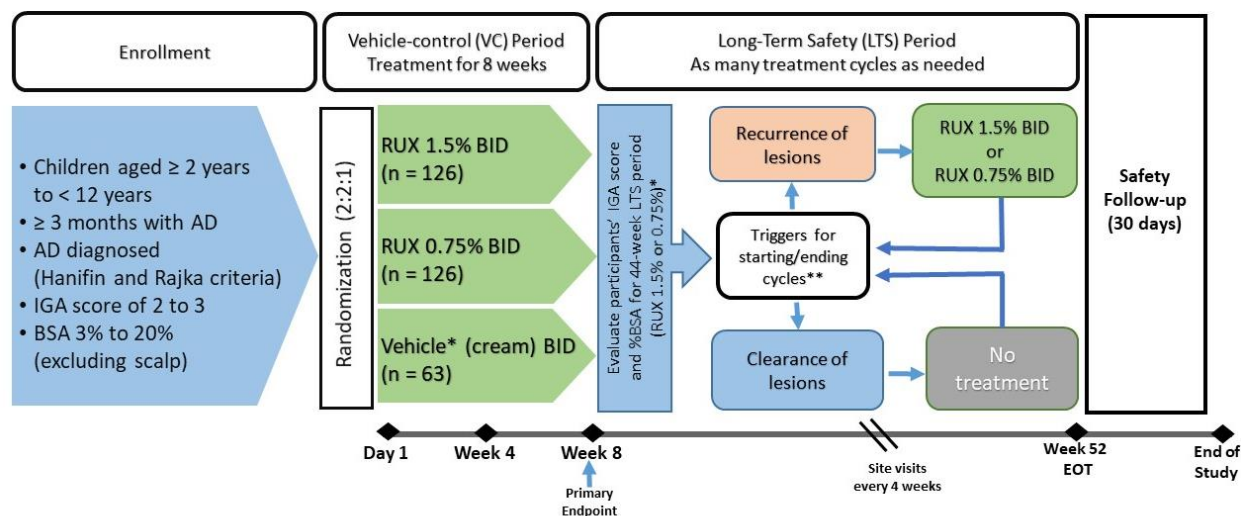 Enrollment
Vehicle-control (VC) Period
Treatment for 8 weeks
Long-Term Safety (LTS) Period
As many treatment cycles as needed
• Children aged ≥ 2 years
to < 12 years
• ≥ 3 months with AD
• AD diagnosed
(Hanifin and Rajka criteria)
• IGA score of 2 to 3
• BSA 3% to 20%
(excluding scalp)
Randomization (2:2:1)
RUX 1.5% BID
(n = 126)
RUX 0.75% BID
(n = 126)
Vehicle* (cream) BID
(n = 63)
Evaluate participants' IGA score
and %BSA for 44-week LTS period
(RUX 1.5% or 0.75%)*
Recurrence of
lesions
RUX 1.5% BID
or
RUX 0.75% BID
Triggers for
starting/ending
cycles**
Clearance of
lesions
No
treatment
Safety
Follow-up
(30 days)
Day 1
Week 4
Week 8
Primary
Endpoint
Site visits
every 4 weeks
Week 52
EOT
End of
Study